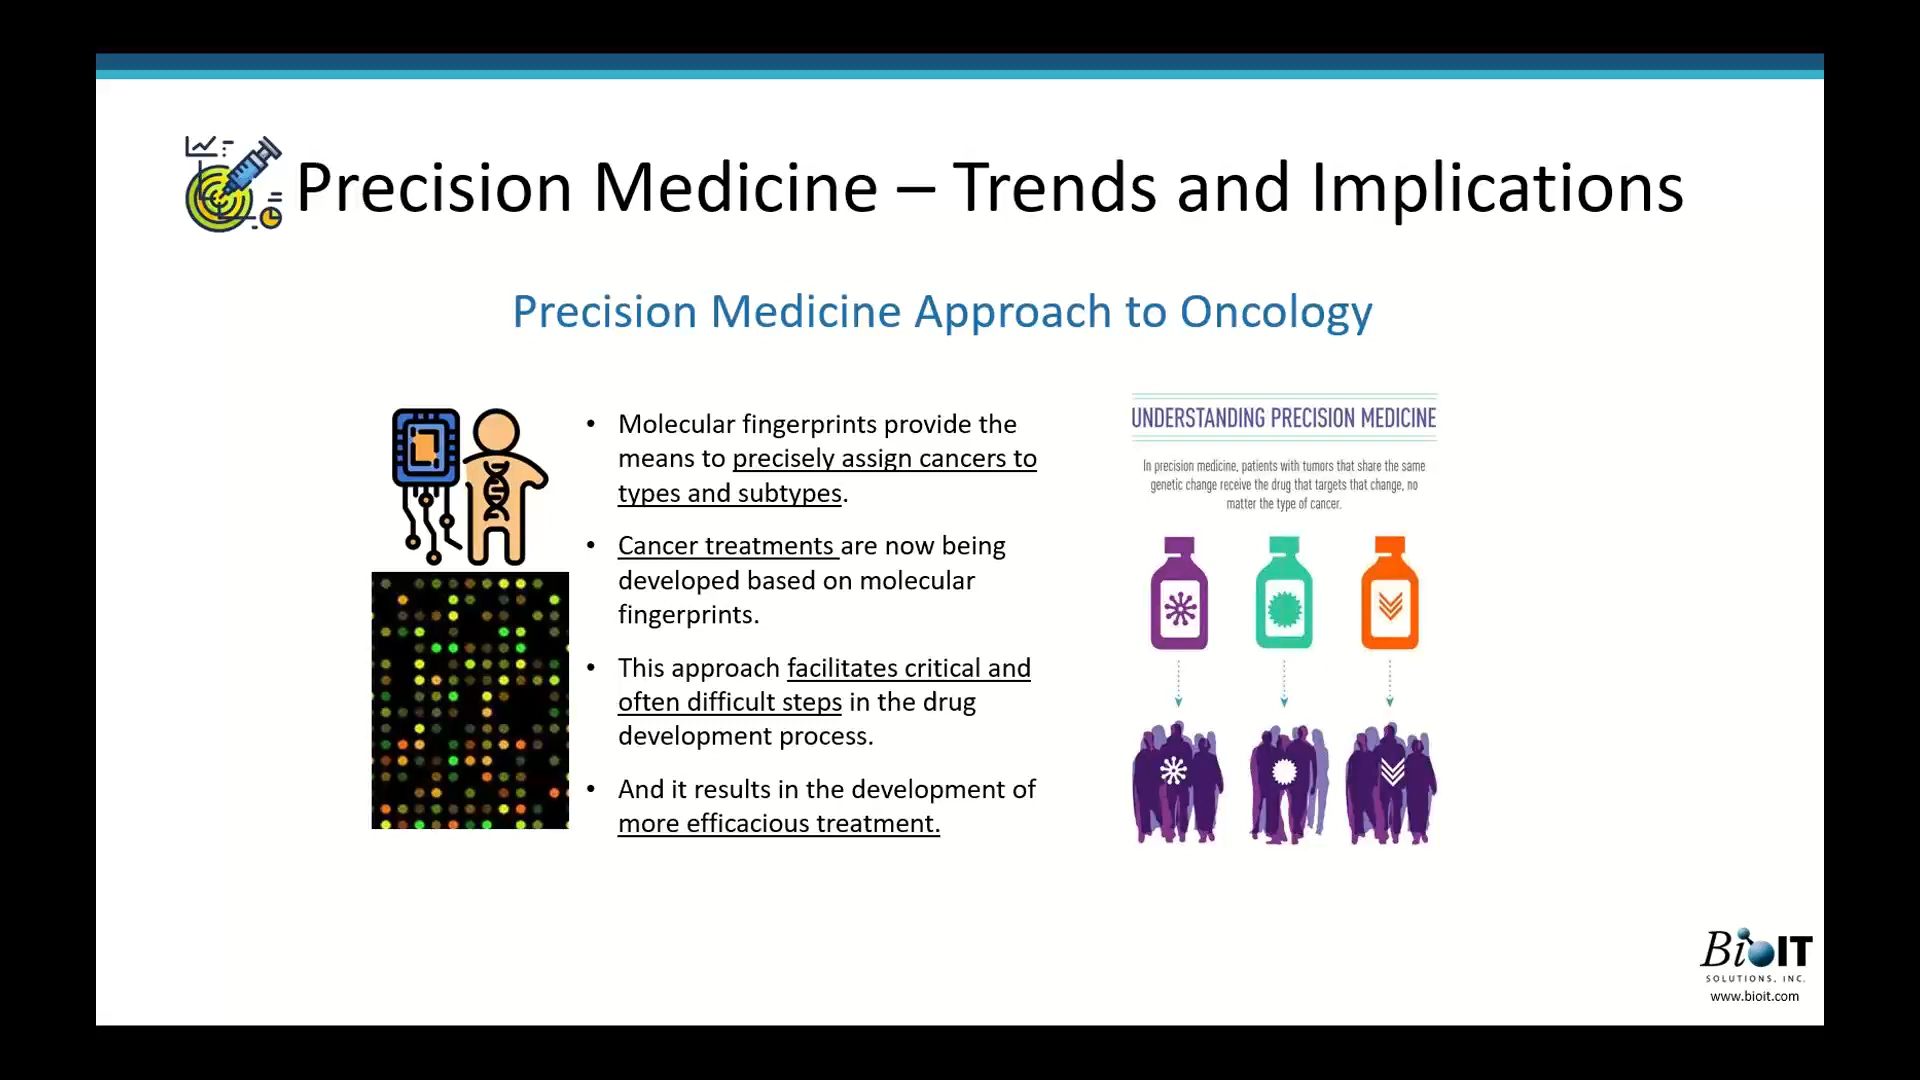 Precision Medicine – Trends and Implications
Precision Medicine Approach to Oncology
• Molecular fingerprints provide the
means to precisely assign cancers to
types and subtypes.
• Cancer treatments are now being
developed based on molecular
fingerprints.
• This approach facilitates critical and
often difficult steps in the drug
development process.
• And it results in the development of
more efficacious treatment.
UNDERSTANDING PRECISION MEDICINE
In precision medicine, patients with tumors that share the same
genetic change receive the drug that targets that change, no
matter the type of cancer.
BioIT
SOLUTIONS, INC.
www.bioit.com